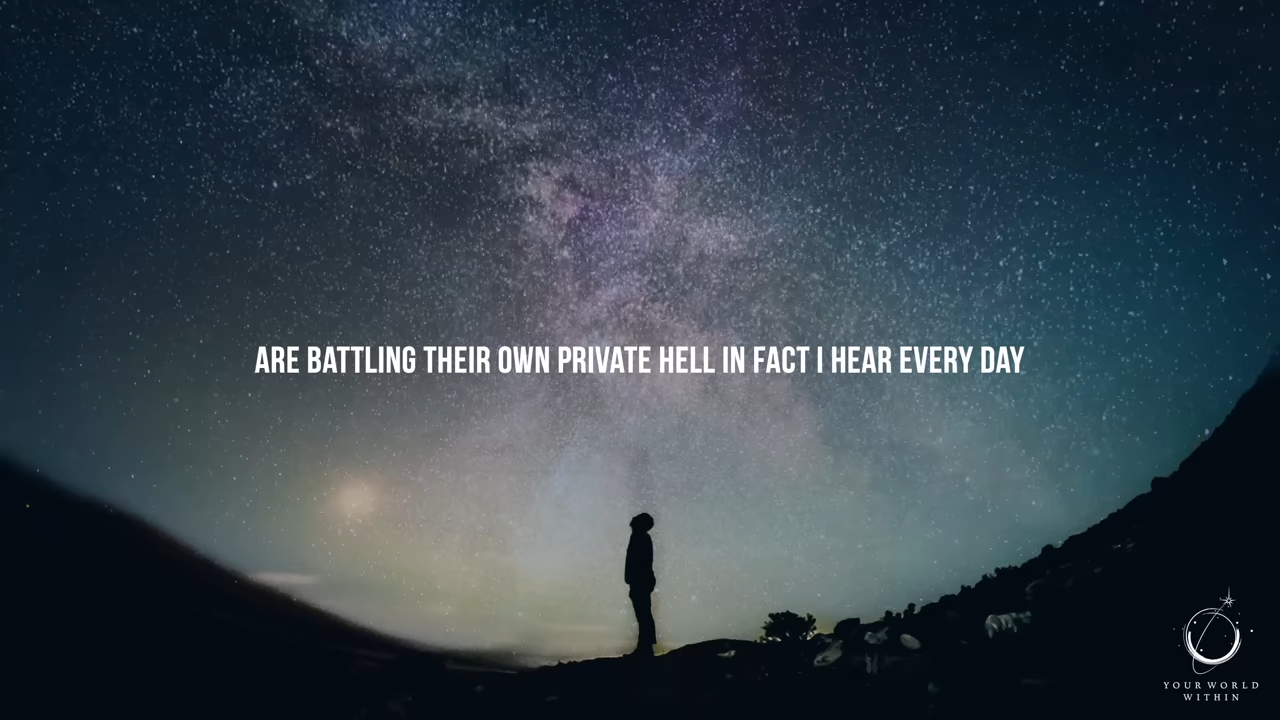 ARE BATTLING THEIR OWN PRIVATE HELL IN FACT I HEAR EVERY DAY
YOUR WORLD
WITHIN